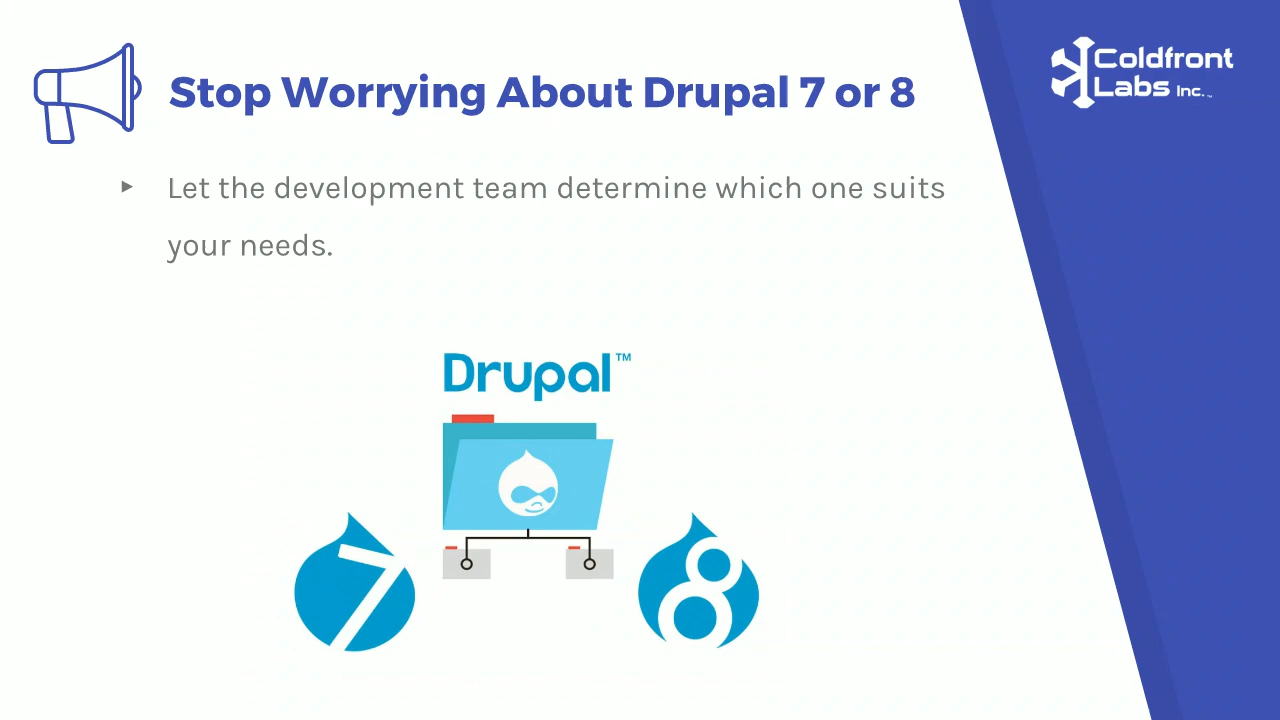 Stop Worrying About Drupal 7 or 8
Coldfront
Labs Inc.™
Let the development team determine which one suits
your needs.
Drupal™
7
8